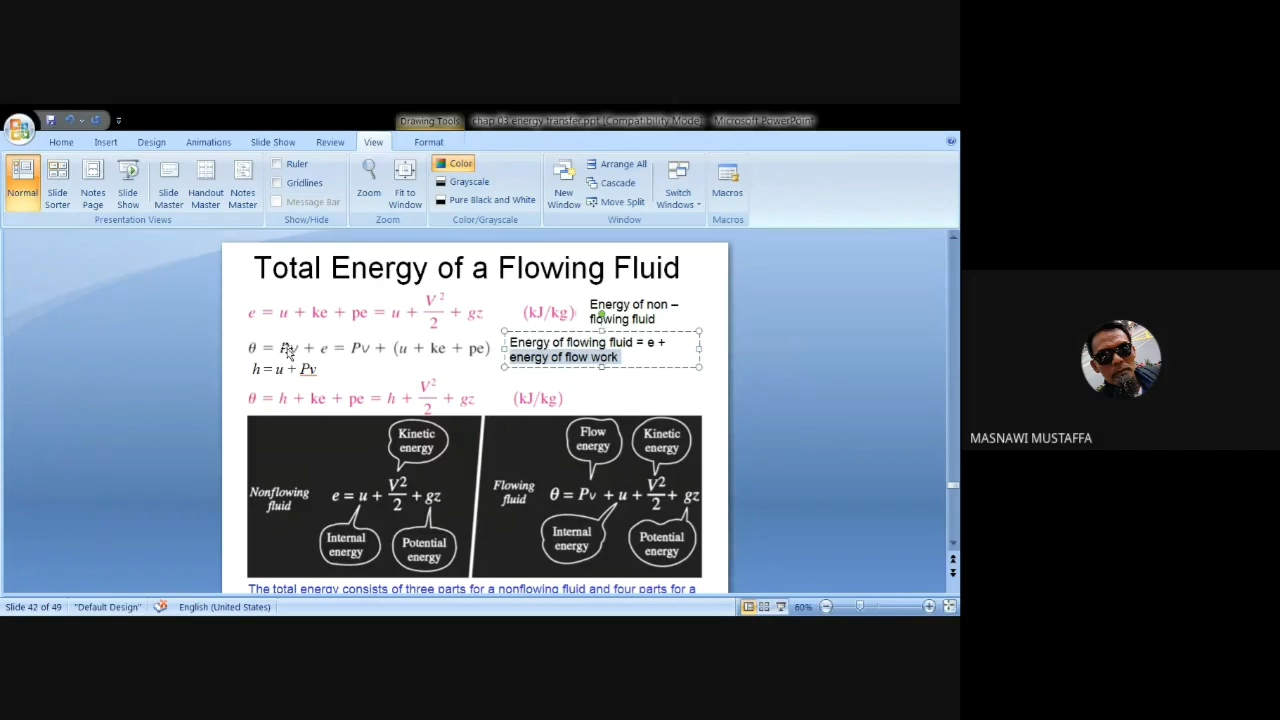 Drawing Tools chap 03 energy transfer.ppt [Compatibility Mode] - Microsoft PowerPoint
Home Insert Design Animations Slide Show Review View Format
Normal Slide Sorter Notes Page Slide Show Slide Master Handout Master Notes Master
Presentation Views
Ruler
Gridlines
Message Bar
Show/Hide
Zoom Fit to Window
Zoom
Color
Grayscale
Pure Black and White
Color/Grayscale
New Window
Arrange All
Cascade
Move Split
Switch Windows
Window
Macros
Macros
Total Energy of a Flowing Fluid
e = u + ke + pe = u + V²/2 + gz (kJ/kg)
Energy of non –
flowing fluid
θ = Pv + e = Pv + (u + ke + pe)
Energy of flowing fluid = e +
energy of flow work
h = u + Pv
θ = h + ke + pe = h + V²/2 + gz (kJ/kg)
Kinetic
energy
Nonflowing
fluid
e = u + V²/2 + gz
Internal
energy
Potential
energy
Flow
energy
Kinetic
energy
Flowing
fluid
θ = Pv + u + V²/2 + gz
Internal
energy
Potential
energy
The total energy consists of three parts for a nonflowing fluid and four parts for a
Slide 42 of 49 "Default Design" English (United States) 60%
MASNAWI MUSTAFFA